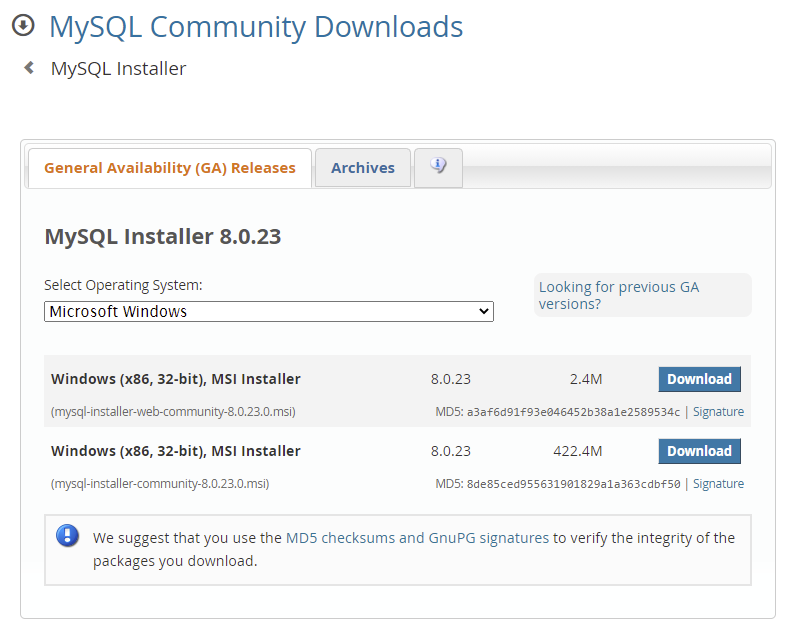 MySQL Community Downloads
MySQL Installer
General Availability (GA) Releases
Archives
MySQL Installer 8.0.23
Select Operating System:
Microsoft Windows
Looking for previous GA
versions?
Windows (x86, 32-bit), MSI Installer 8.0.23 2.4M Download
(mysql-installer-web-community-8.0.23.0.msi) MD5: a3af6d91f93e046452b38a1e2589534c | Signature
Windows (x86, 32-bit), MSI Installer 8.0.23 422.4M Download
(mysql-installer-community-8.0.23.0.msi) MD5: 8de85ced955631901829a1a363cdbf50 | Signature
We suggest that you use the MD5 checksums and GnuPG signatures to verify the integrity of the
packages you download.